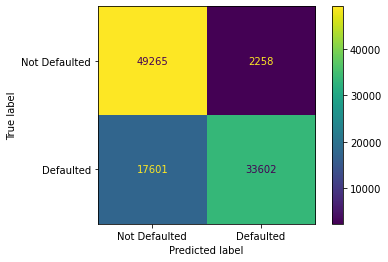 Not Defaulted
49265
2258
40000
30000
True label
Defaulted
17601
33602
20000
10000
Not Defaulted
Defaulted
Predicted label